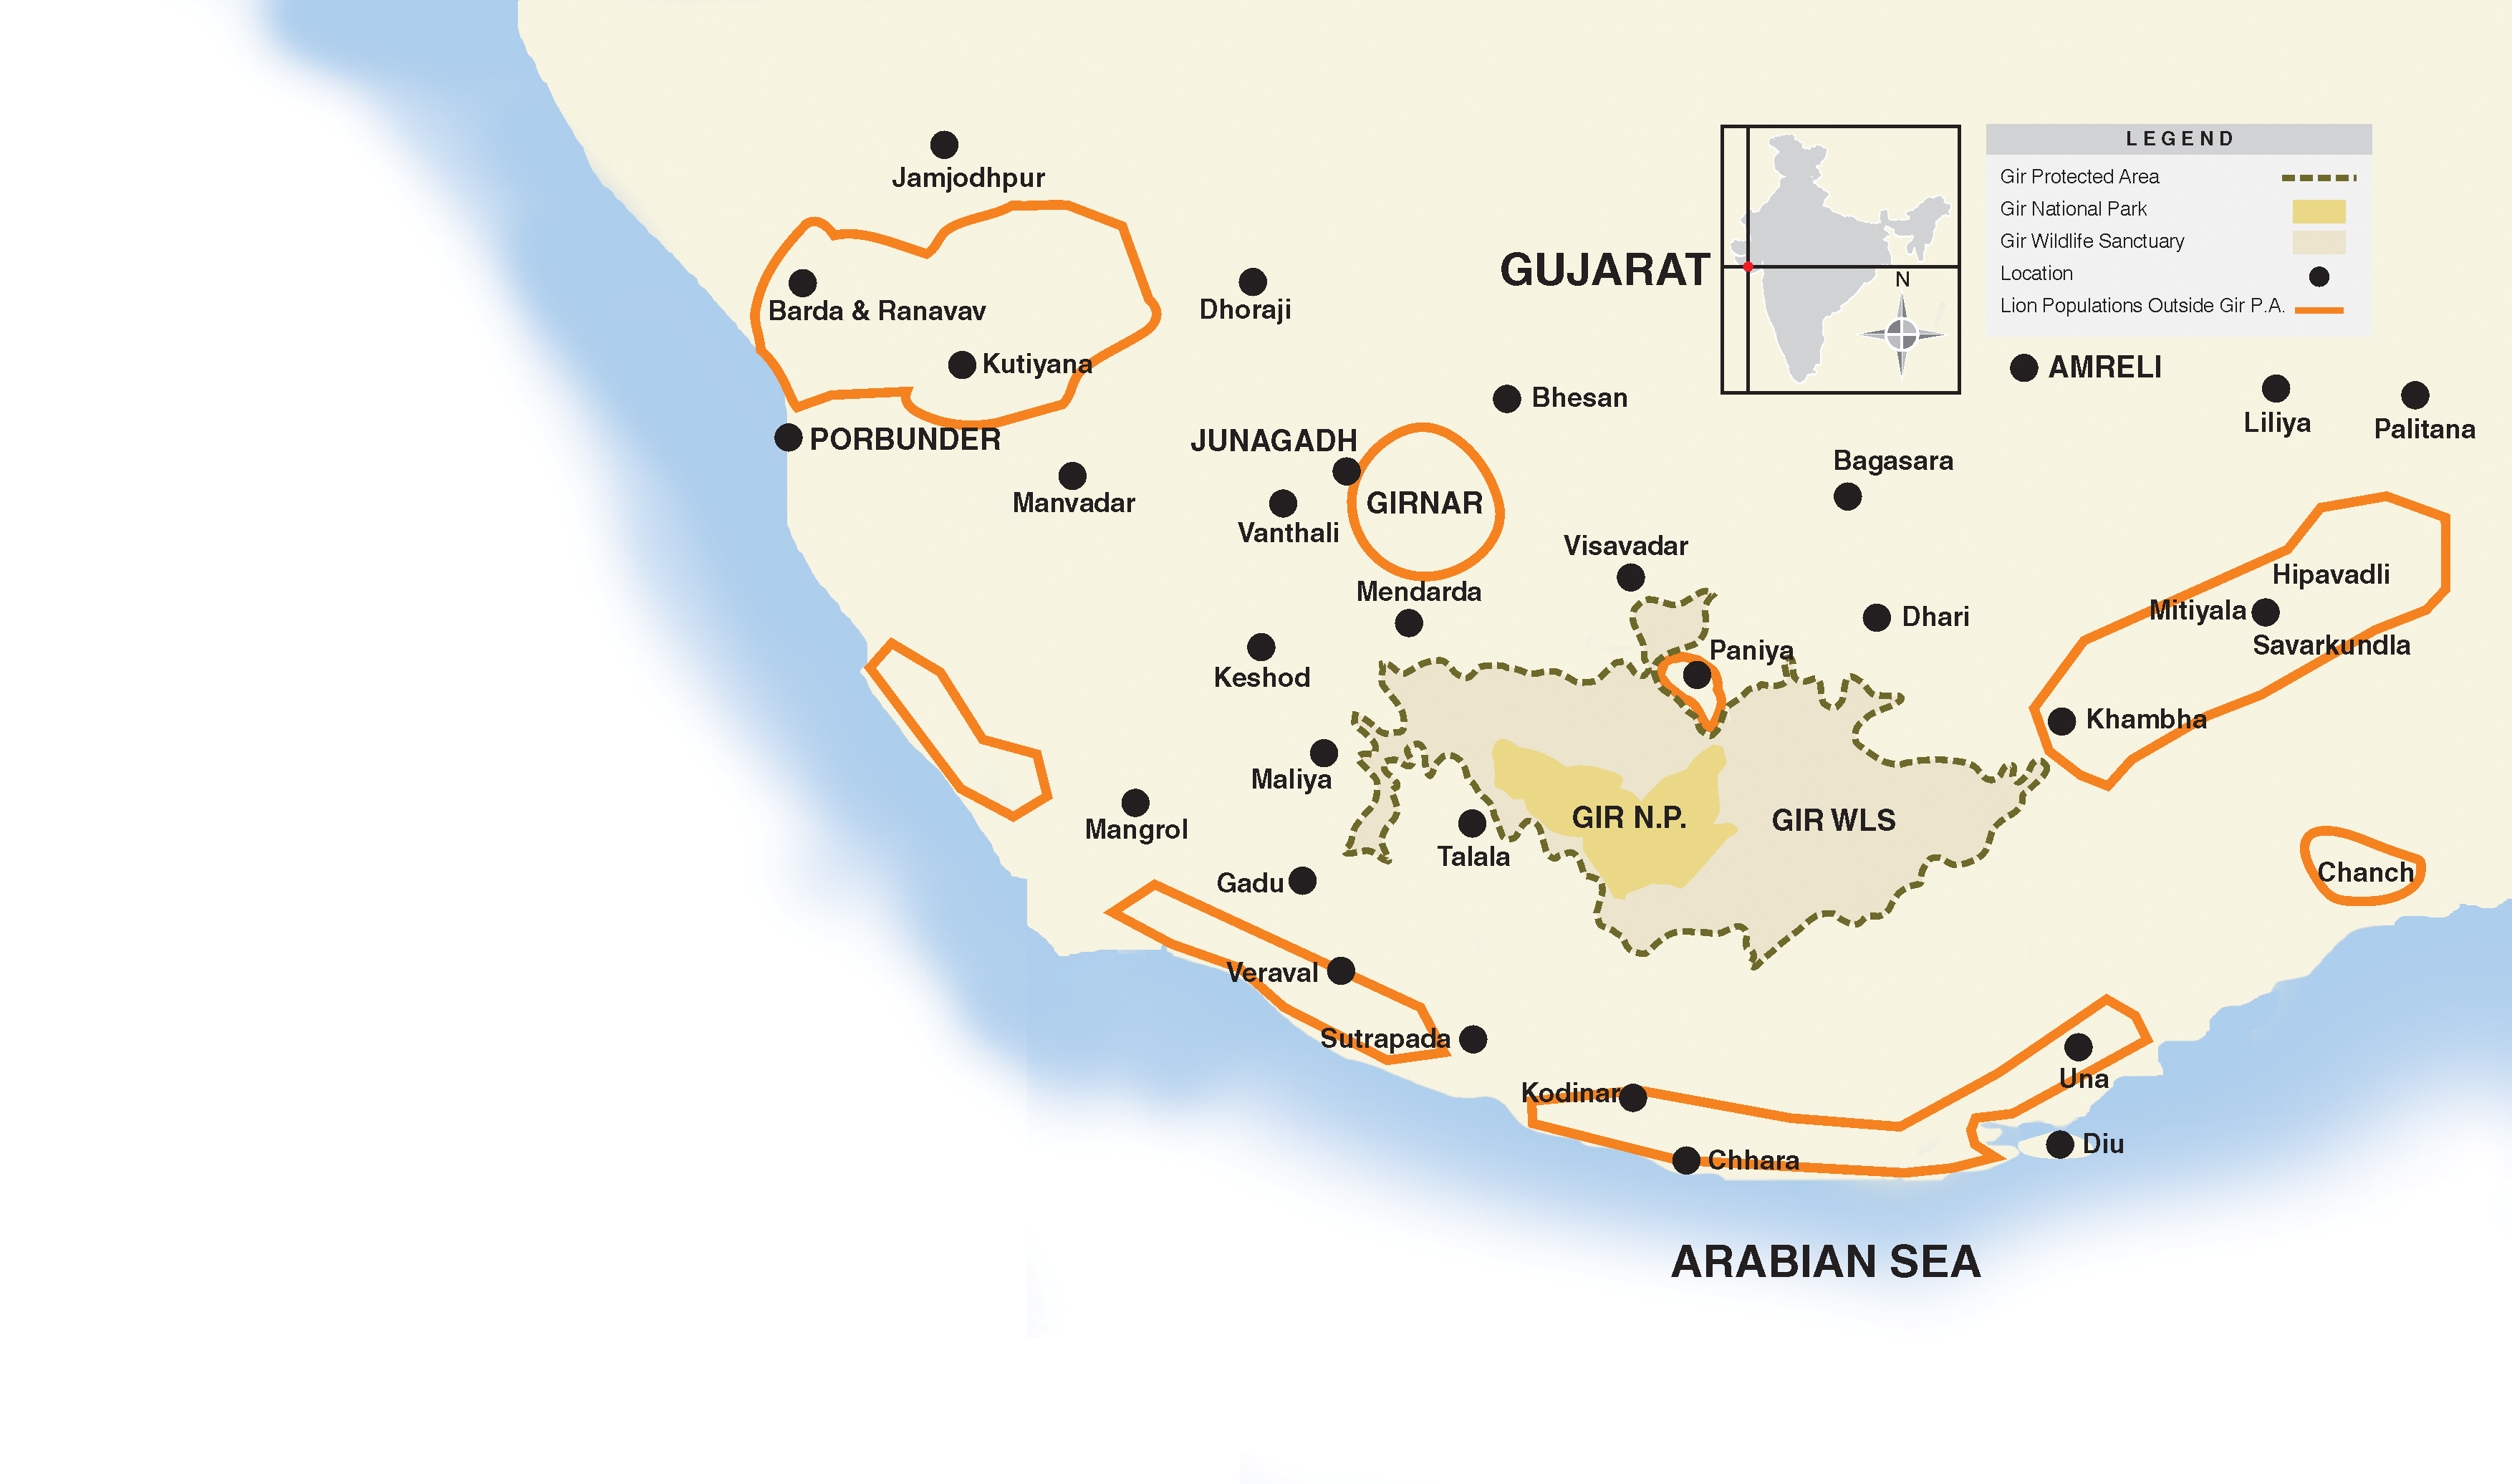 LEGEND
Gir Protected Area
Gir National Park
Gir Wildlife Sanctuary
Location
Lion Populations Outside Gir P.A.
Jamjodhpur
GUJARAT
N
Barda & Ranavav
Dhoraji
Kutiyana
AMRELI
Bhesan
Liliya
Palitana
PORBUNDER
JUNAGADH
Bagasara
Manvadar
GIRNAR
Vanthali
Visavadar
Hipavadli
Mendarda
Mitiyala
Dhari
Savarkundla
Paniya
Keshod
Khambha
Maliya
GIR N.P.
GIR WLS
Mangrol
Talala
Chanch
Gadu
Veraval
Sutrapada
Una
Kodinar
Diu
Chhara
ARABIAN SEA